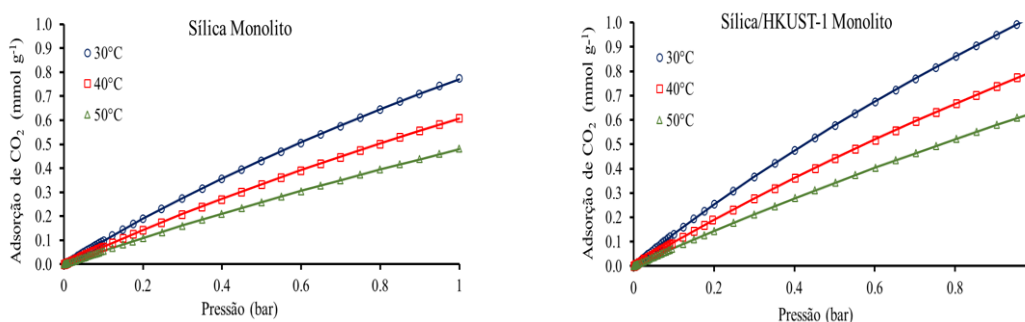 Sílica Monolito
30°C
40°C
50°C
Adsorção de CO₂ (mmol g⁻¹)
1.0
0.9
0.8
0.7
0.6
0.5
0.4
0.3
0.2
0.1
0.0
0
0.2
0.4
0.6
0.8
1
Pressão (bar)
Sílica/HKUST-1 Monolito
30°C
40°C
50°C
Adsorção de CO₂ (mmol g-¹)
1.0
0.9
0.8
0.7
0.6
0.5
0.4
0.3
0.2
0.1
0.0
0.0
0.2
0.4
0.6
0.8
Pressão (bar)